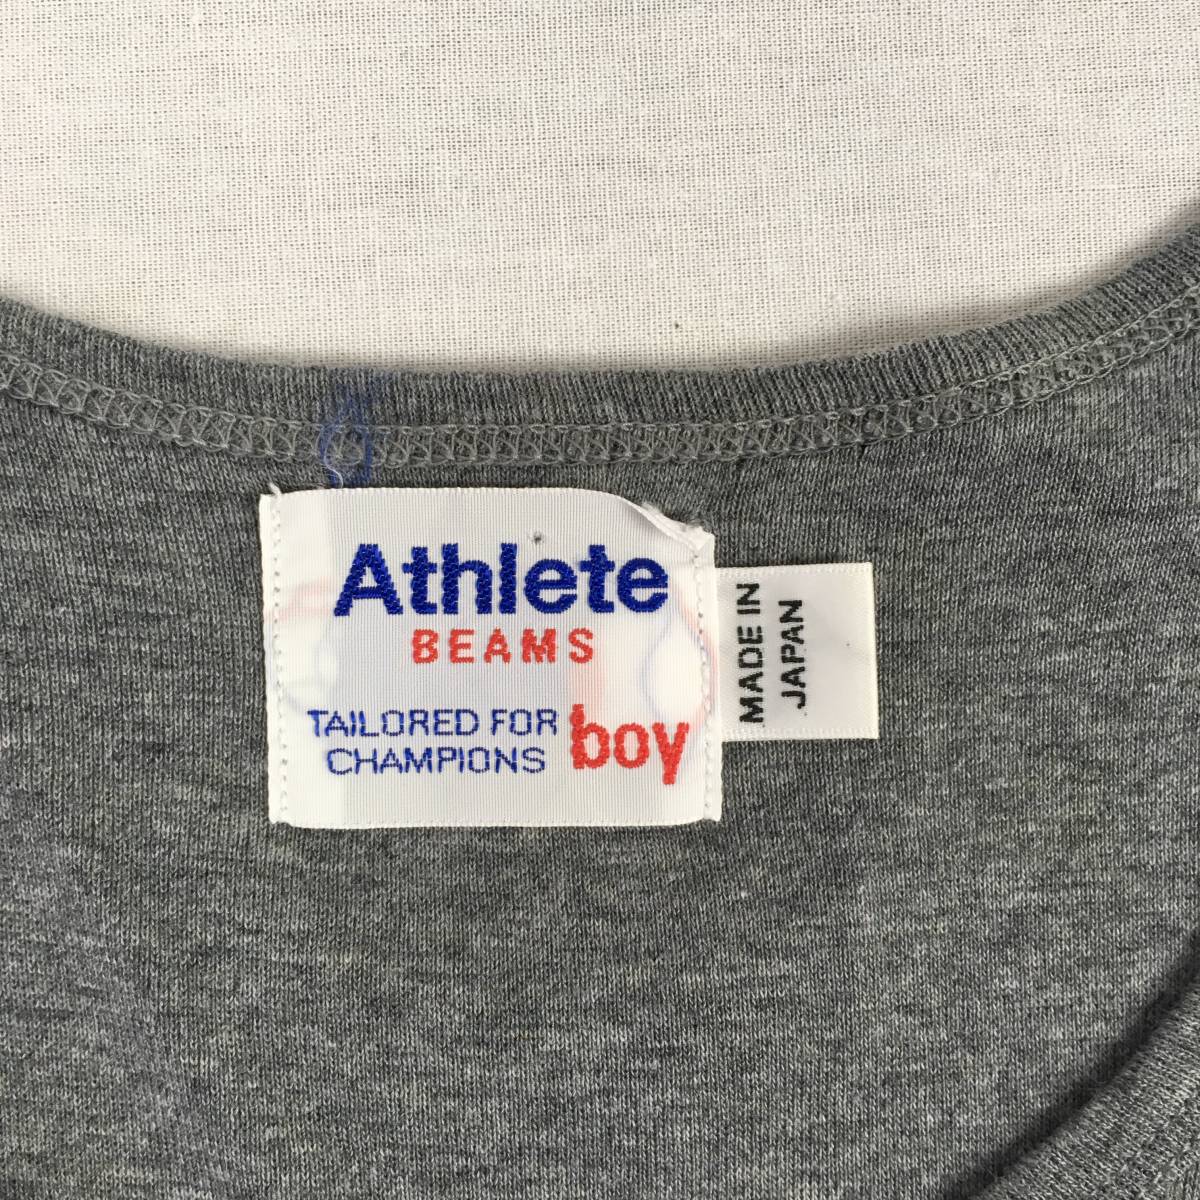 Athlete
BEAMS
TAILORED FOR
CHAMPIONS
boy
MADE IN
JAPAN